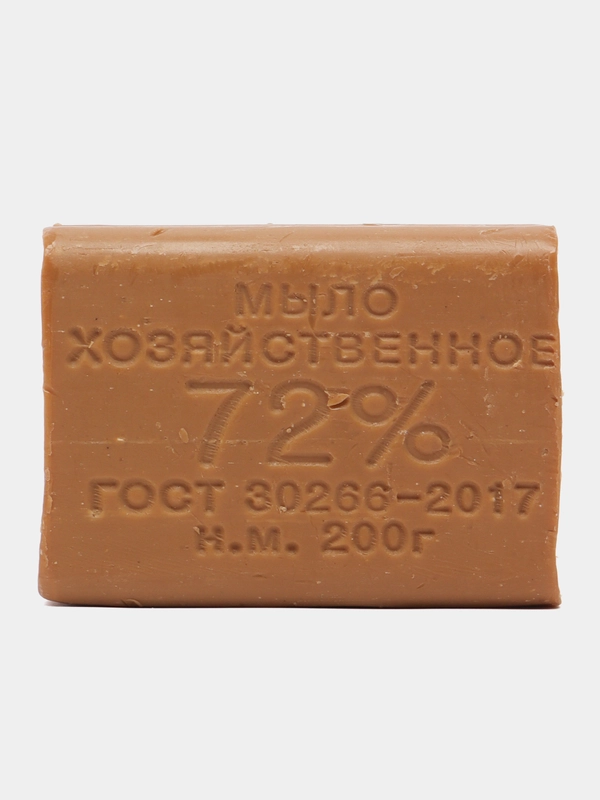 МЫЛО
ХОЗЯЙСТВЕННОЕ
72%
ГОСТ 30266-2017
Н.М. 200г